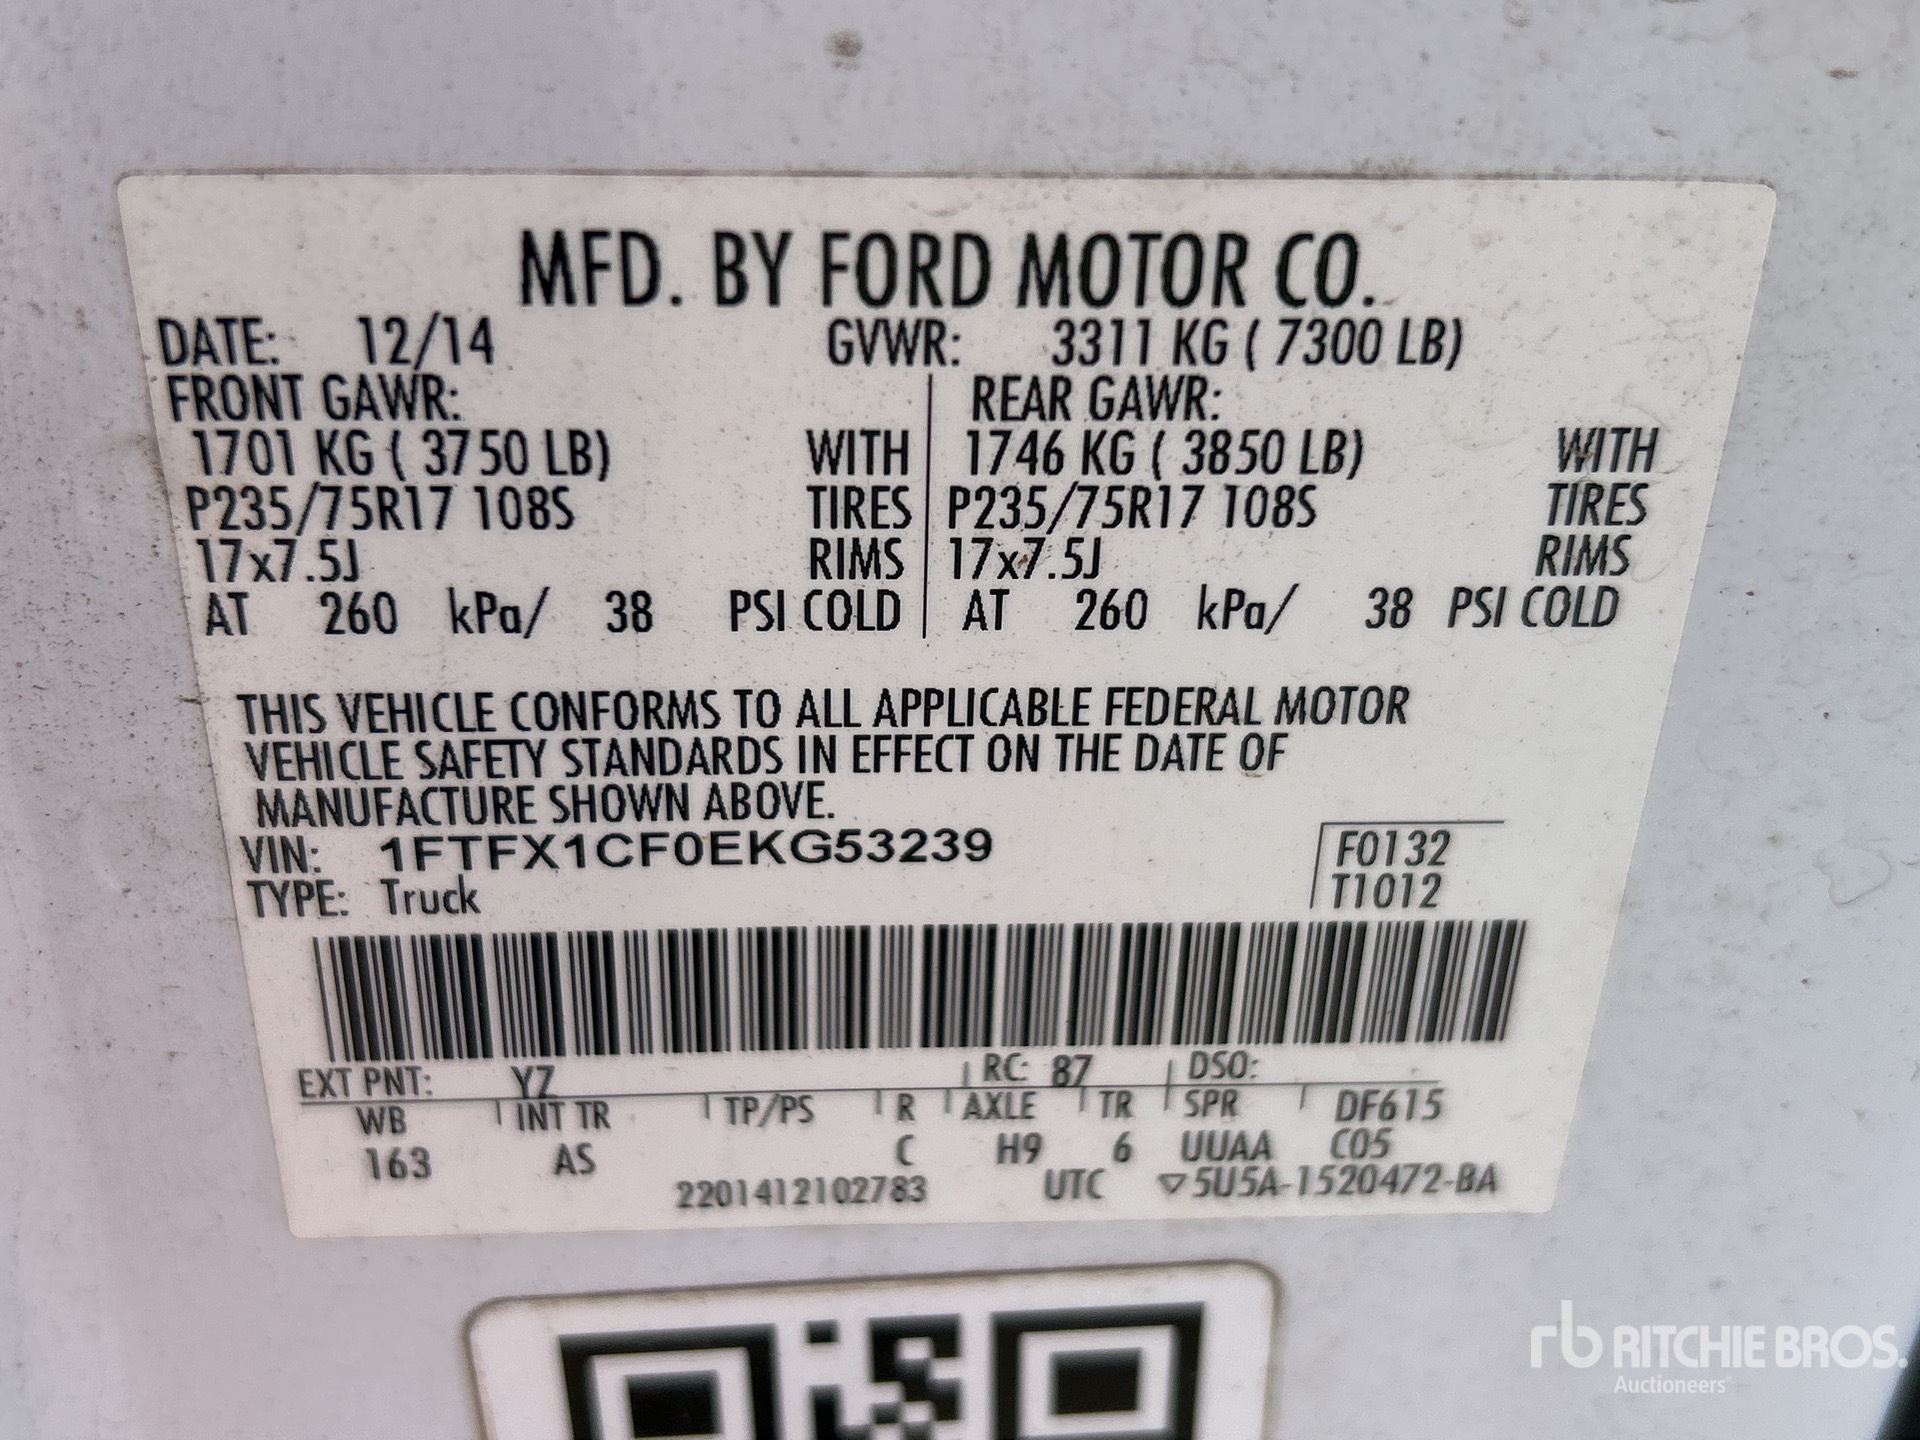 MFD. BY FORD MOTOR CO.
DATE: 12/14 GVWR: 3311 KG ( 7300 LB)
FRONT GAWR: REAR GAWR:
1701 KG ( 3750 LB) WITH 1746 KG ( 3850 LB) WITH
P235/75R17 108S TIRES P235/75R17 108S TIRES
17x7.5J RIMS 17x7.5J RIMS
AT 260 kPa/ 38 PSI COLD AT 260 kPa/ 38 PSI COLD
THIS VEHICLE CONFORMS TO ALL APPLICABLE FEDERAL MOTOR
VEHICLE SAFETY STANDARDS IN EFFECT ON THE DATE OF
MANUFACTURE SHOWN ABOVE.
VIN: 1FTFX1CF0EKG53239 F0132
TYPE: Truck T1012
EXT PNT: YZ RC: 87 DSO:
WB INT TR TP/PS R AXLE TR SPR DF615
163 AS C H9 6 UUAA C05
2201412102783 UTC ▽5U5A-1520472-BA
rb RITCHIE BROS.
Auctioneers